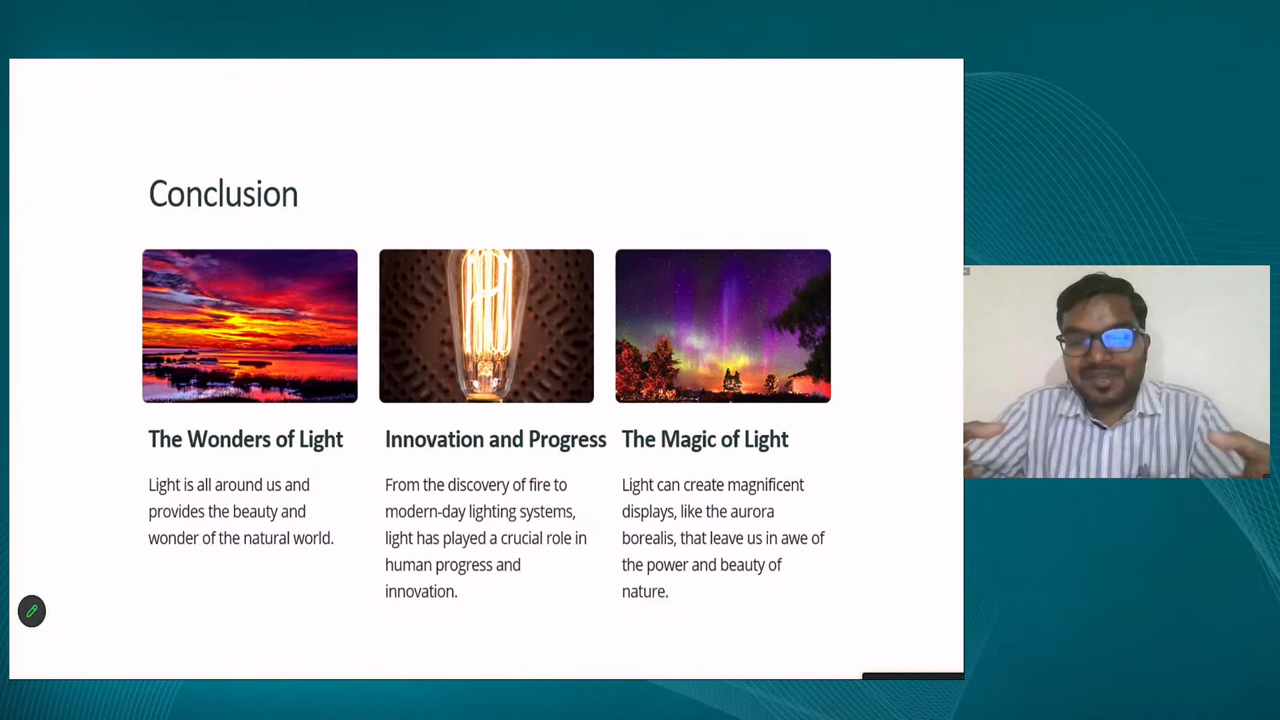 Conclusion
The Wonders of Light
Light is all around us and
provides the beauty and
wonder of the natural world.
Innovation and Progress
From the discovery of fire to
modern-day lighting systems,
light has played a crucial role in
human progress and
innovation.
The Magic of Light
Light can create magnificent
displays, like the aurora
borealis, that leave us in awe of
the power and beauty of
nature.